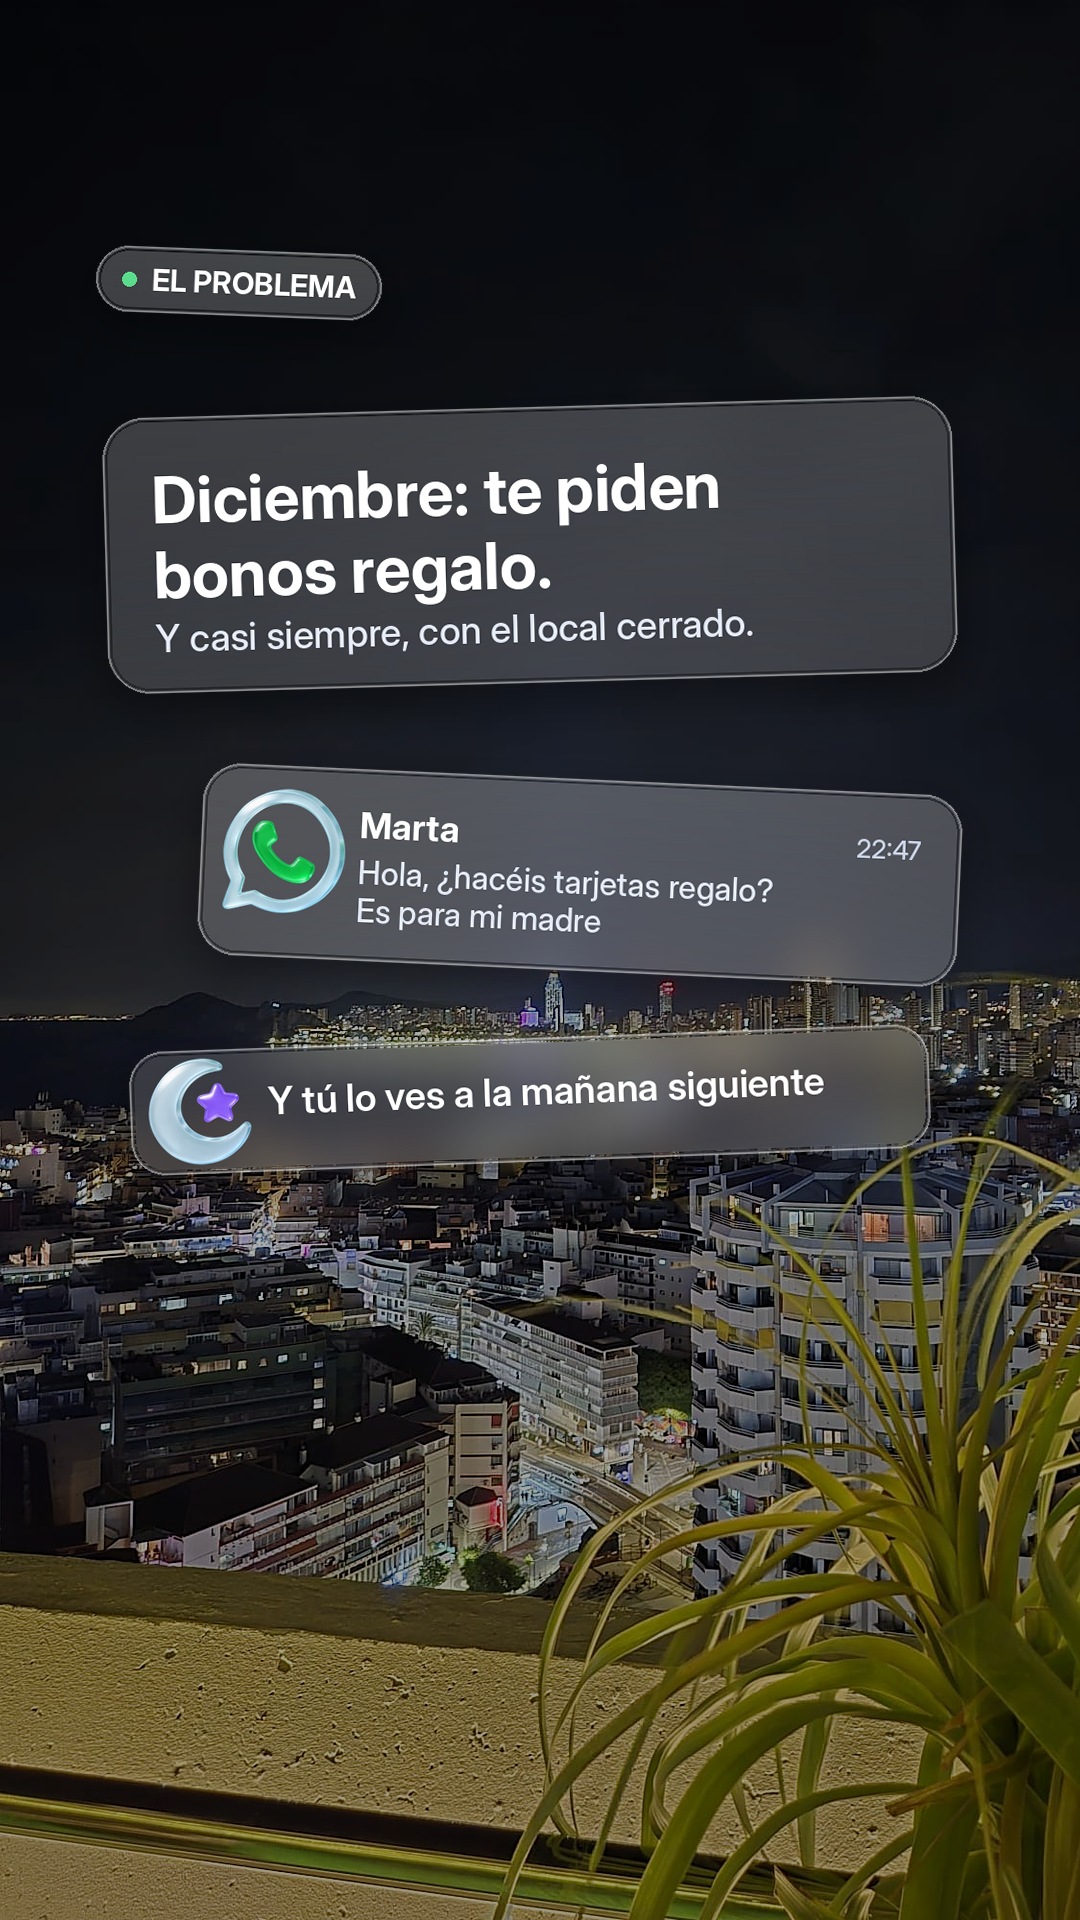 EL PROBLEMA
Diciembre: te piden
bonos regalo.
Y casi siempre, con el local cerrado.
Marta
22:47
Hola, ¿hacéis tarjetas regalo?
Es para mi madre
Y tú lo ves a la mañana siguiente